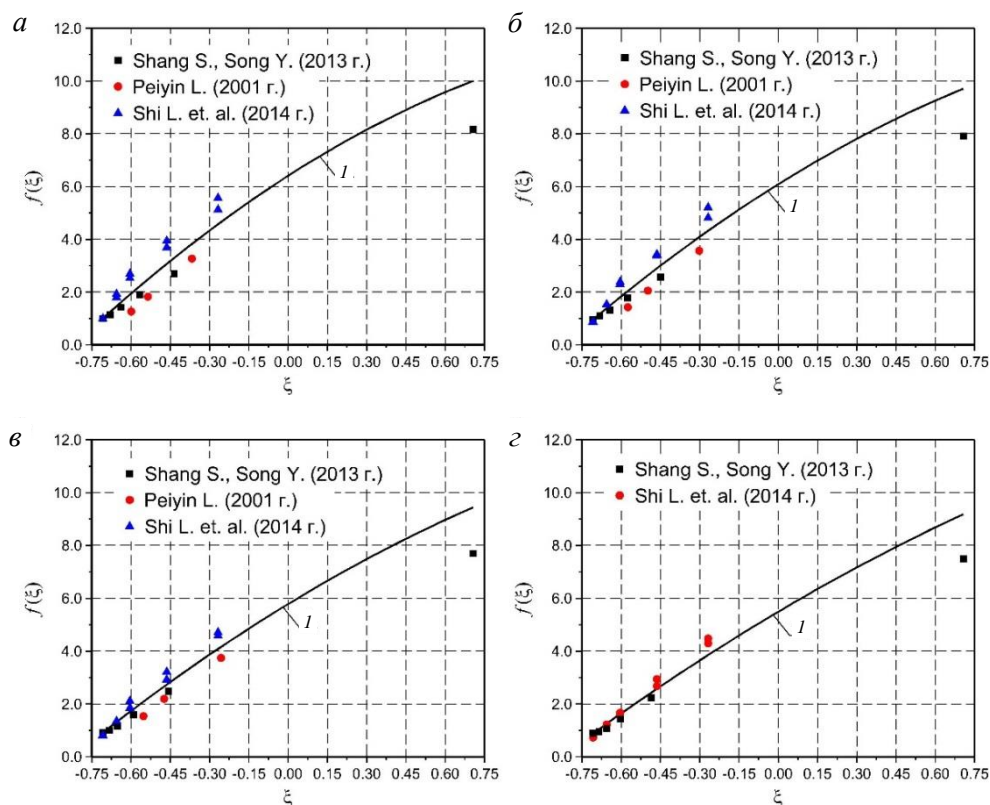 а
12.0
10.0
8.0
6.0
4.0
2.0
0.0
f(ξ)
Shang S., Song Y. (2013 г.)
Peiyin L. (2001 г.)
Shi L. et. al. (2014 г.)
1
-0.75 -0.60 -0.45 -0.30 0.00 0.15 0.30 0.45 0.60 0.75
ξ
б
12.0
10.0
8.0
6.0
4.0
2.0
0.0
f(ξ)
Shang S., Song Y. (2013 г.)
Peiyin L. (2001 г.)
Shi L. et. al. (2014 г.)
1
-0.75 -0.60 -0.45 -0.30 0.00 0.15 0.30 0.45 0.60 0.75
ξ
в
12.0
10.0
8.0
6.0
4.0
2.0
0.0
f(ξ)
Shang S., Song Y. (2013 г.)
Peiyin L. (2001 г.)
Shi L. et. al. (2014 г.)
1
-0.75 -0.60 -0.45 -0.30 0.00 0.15 0.30 0.45 0.60 0.75
ξ
г
12.0
10.0
8.0
6.0
4.0
2.0
0.0
f(ξ)
Shang S., Song Y. (2013 г.)
Shi L. et. al. (2014 г.)
1
-0.75 -0.60 -0.45 -0.30 0.00 0.15 0.30 0.45 0.60 0.75
ξ